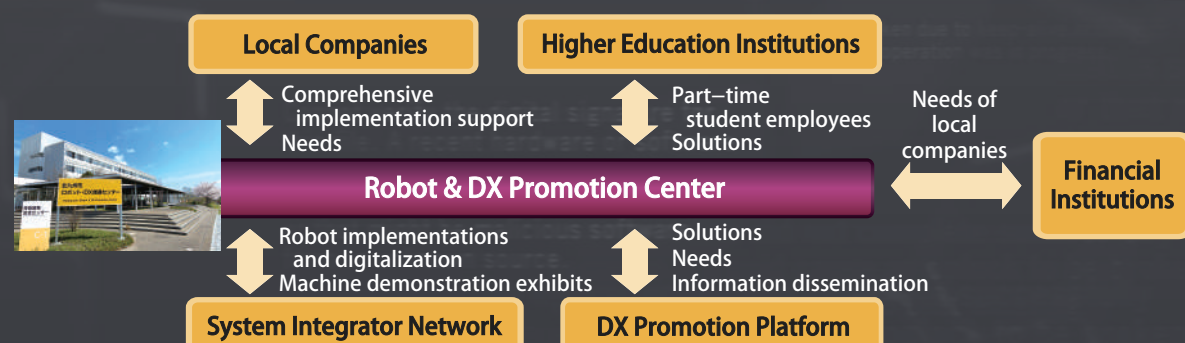 Local Companies
Higher Education Institutions
Comprehensive
implementation support
Needs
Part–time
student employees
Solutions
Needs of
local
companies
Robot & DX Promotion Center
Financial
Institutions
Robot implementations
and digitalization
Machine demonstration exhibits
Solutions
Needs
Information dissemination
System Integrator Network
DX Promotion Platform